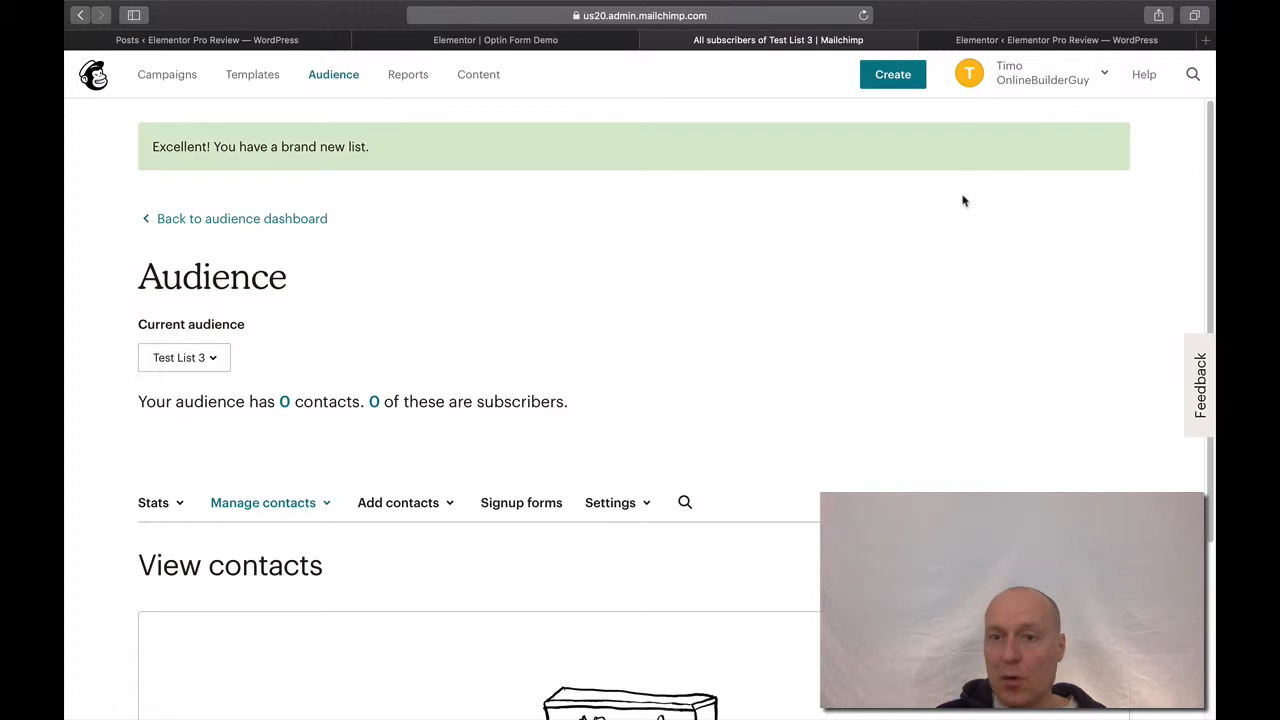 us20.admin.mailchimp.com
Posts ‹ Elementor Pro Review — WordPress
Elementor | Optin Form Demo
All subscribers of Test List 3 | Mailchimp
Elementor ‹ Elementor Pro Review — WordPress
Campaigns
Templates
Audience
Reports
Content
Create
T
Timo
OnlineBuilderGuy
Help
Excellent! You have a brand new list.
Back to audience dashboard
Audience
Current audience
Test List 3
Your audience has 0 contacts. 0 of these are subscribers.
Feedback
Stats
Manage contacts
Add contacts
Signup forms
Settings
View contacts